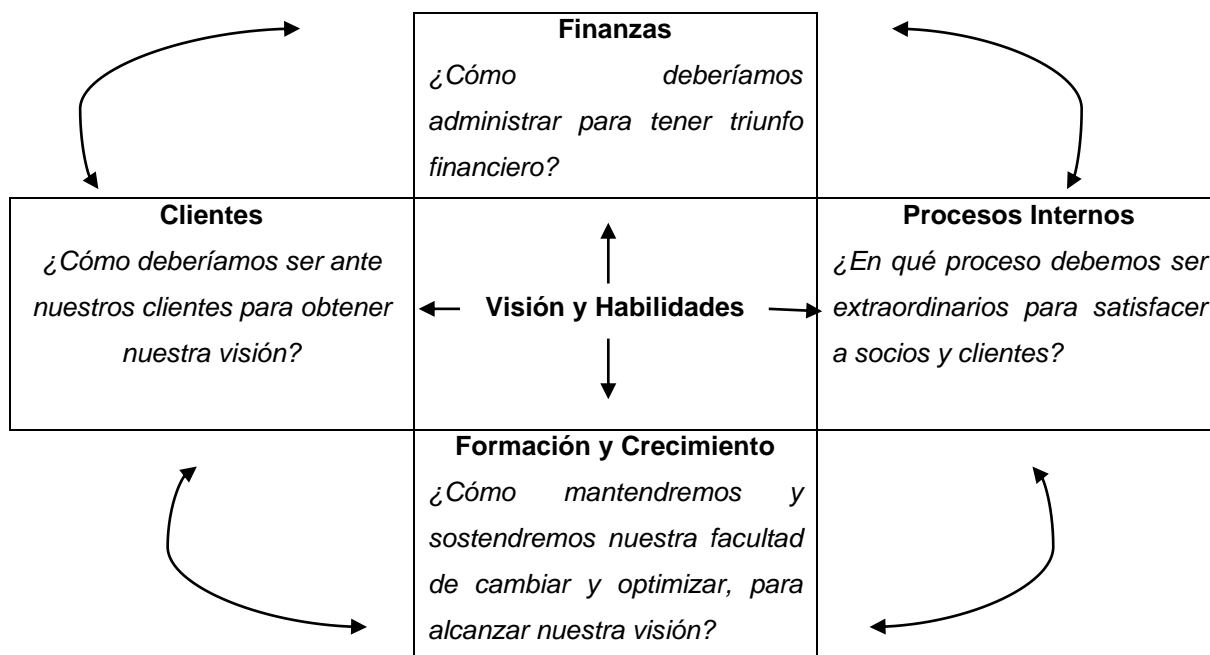 Finanzas
¿Cómo deberíamos
administrar para tener triunfo
financiero?
Clientes
¿Cómo deberíamos ser ante
nuestros clientes para obtener
nuestra visión?
Visión y Habilidades
Procesos Internos
¿En qué proceso debemos ser
extraordinarios para satisfacer
a socios y clientes?
Formación y Crecimiento
¿Cómo mantendremos y
sostendremos nuestra facultad
de cambiar y optimizar, para
alcanzar nuestra visión?